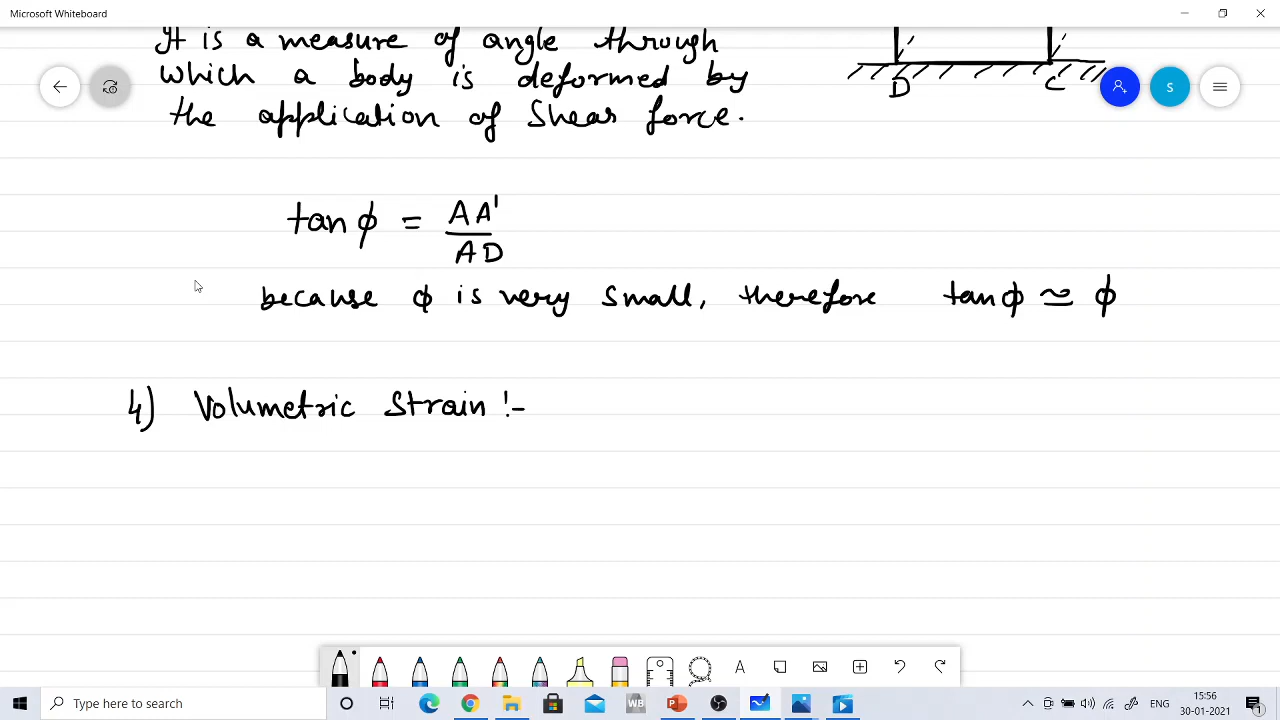 Microsoft Whiteboard
It is a measure of angle through
which a body is deformed by
the application of Shear force.
D C
S
tan ϕ = AA'/AD
because ϕ is very small, therefore tan ϕ ≃ ϕ
4) Volumetric Strain :-
A
Type here to search
WB
ENG
15:56
30-01-2021
1